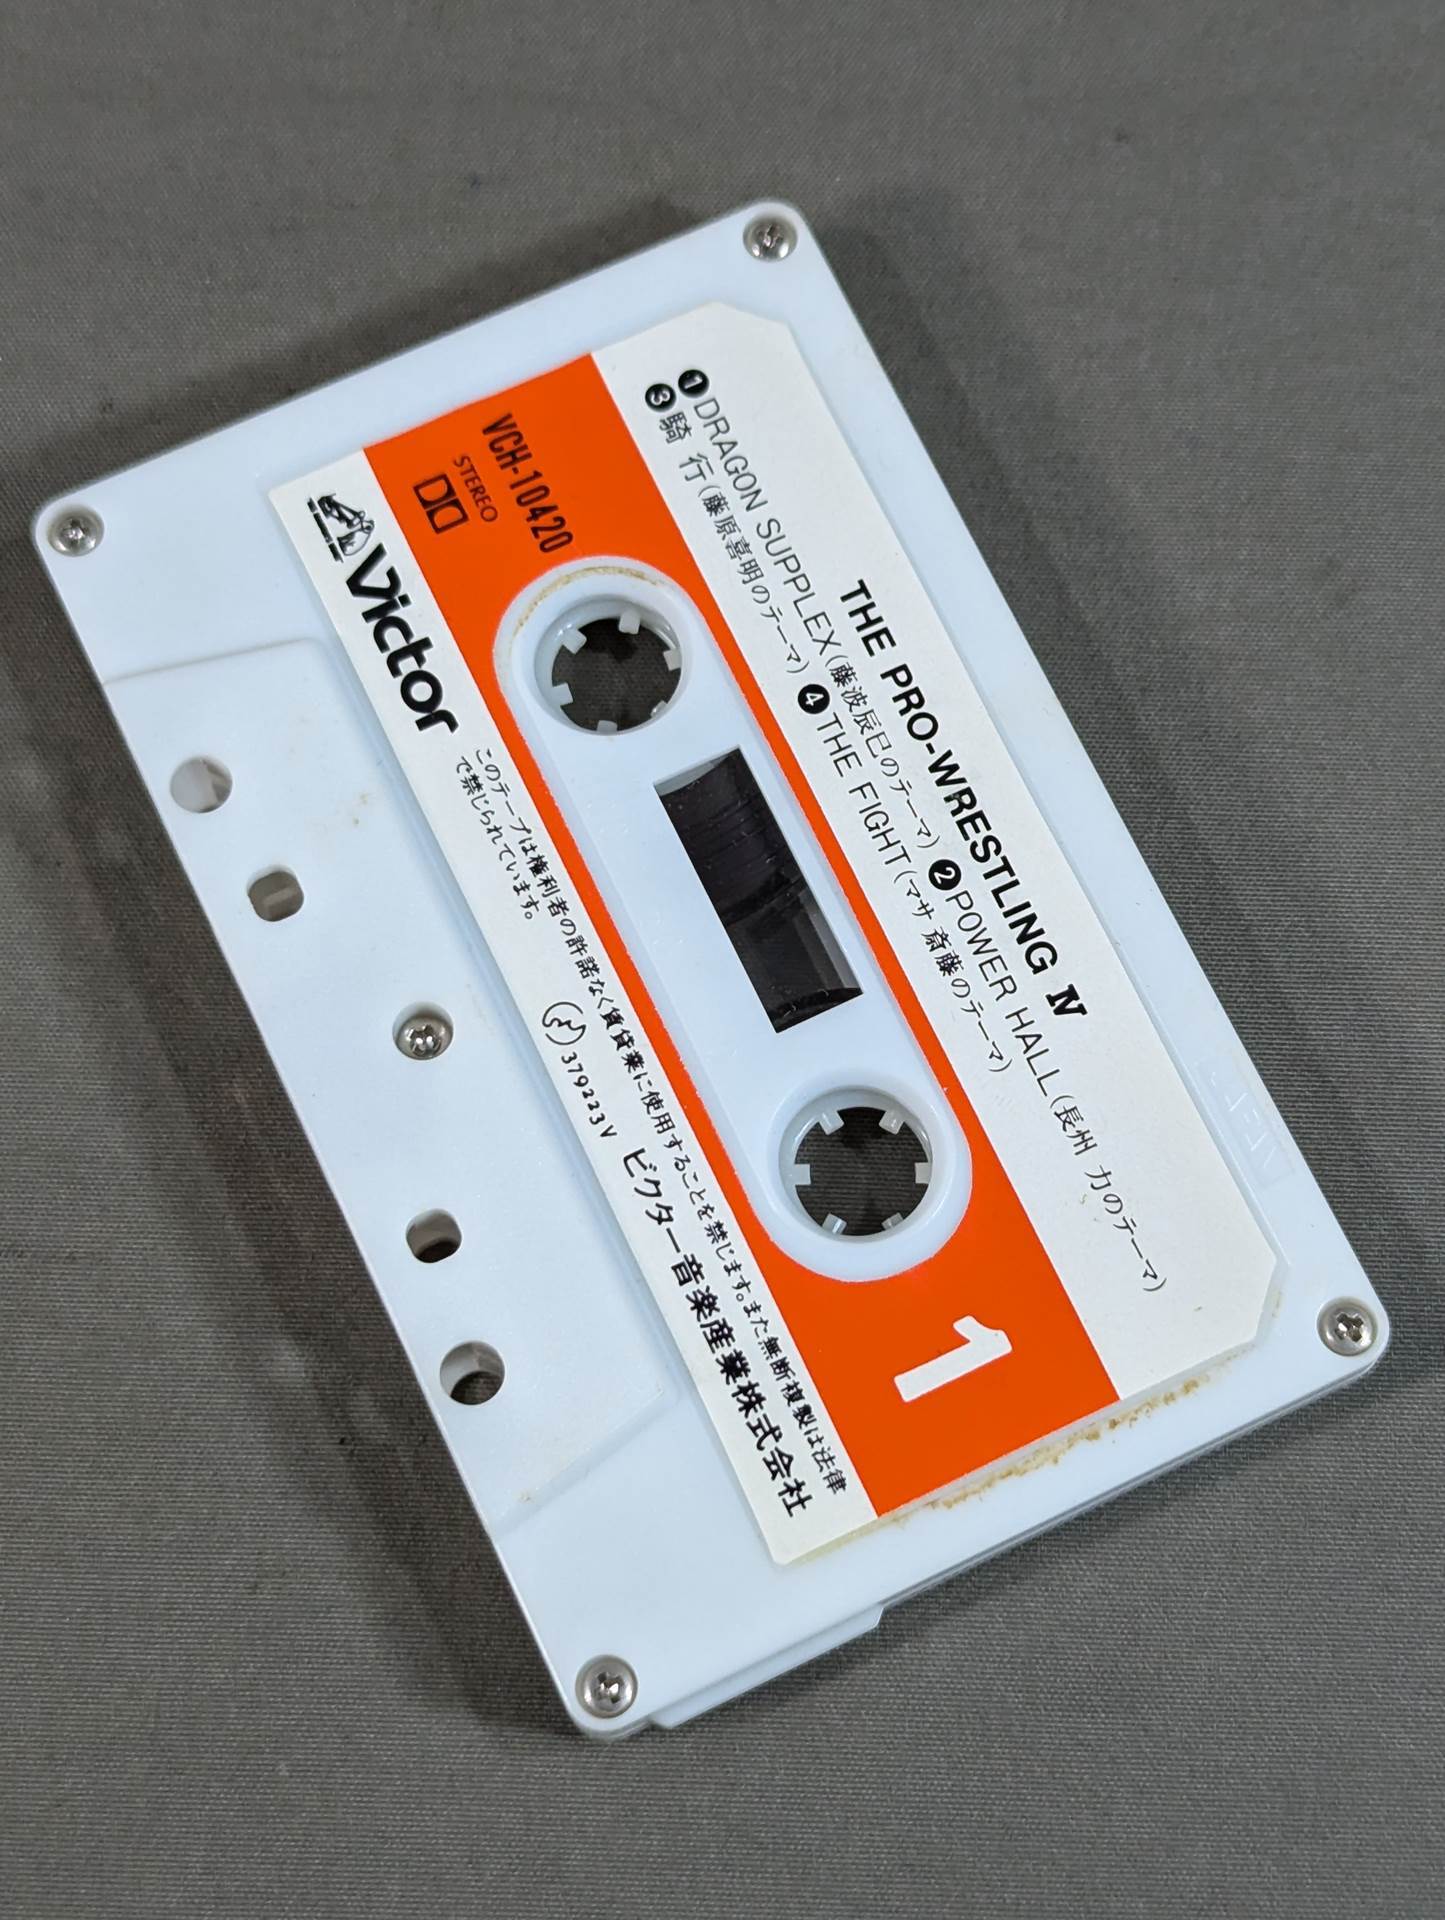 THE PRO-WRESTLING Ⅳ
❶DRAGON SUPPLEX(藤波辰巳のテーマ) ❷POWER HALL(長州 力のテーマ)
❸騎 行(藤原喜明のテーマ) ❹THE FIGHT(マサ 斎藤のテーマ)
VCH-10420
STEREO
1
Victor
このテープは権利者の許諾なく賃貸業に使用することを禁じます。また無断複製は法律
で禁じられています。
379223V ビクター音楽産業株式会社